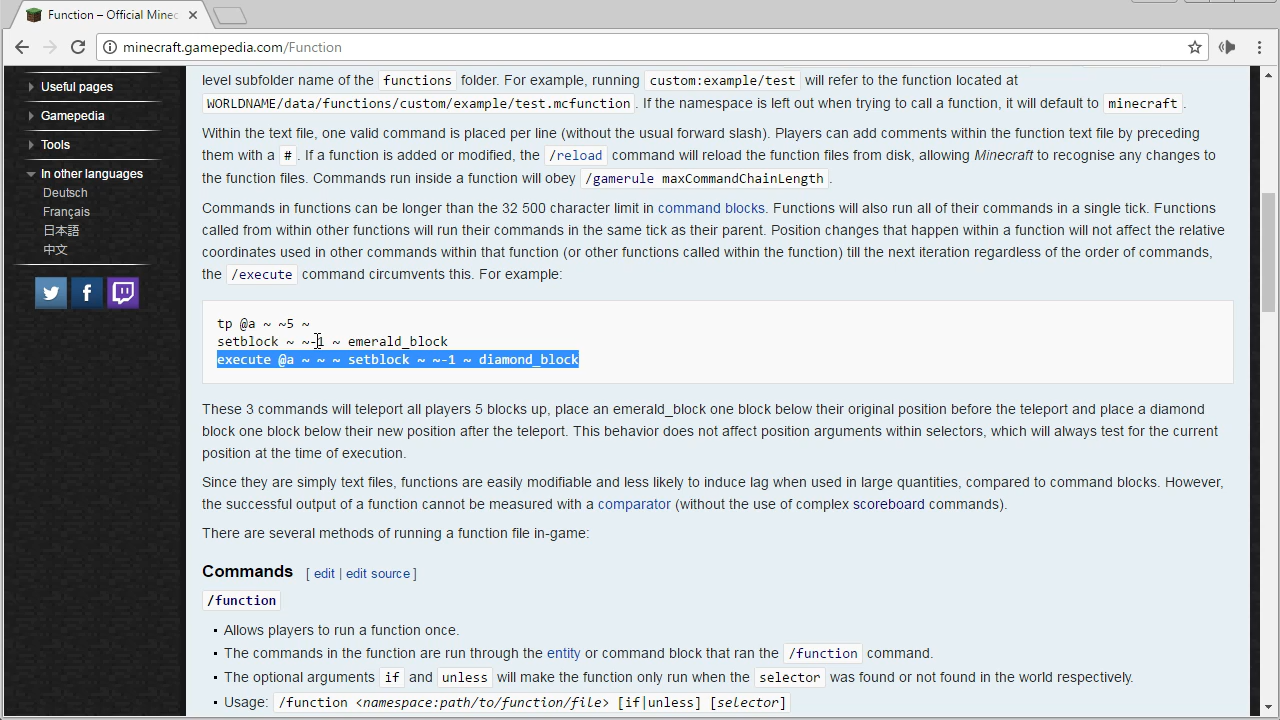 Function – Official Minec
minecraft.gamepedia.com/Function
Useful pages
Gamepedia
Tools
In other languages
Deutsch
Français
日本語
中文
level subfolder name of the functions folder. For example, running custom:example/test will refer to the function located at
WORLDNAME/data/functions/custom/example/test.mcfunction. If the namespace is left out when trying to call a function, it will default to minecraft.
Within the text file, one valid command is placed per line (without the usual forward slash). Players can add comments within the function text file by preceding
them with a #. If a function is added or modified, the /reload command will reload the function files from disk, allowing Minecraft to recognise any changes to
the function files. Commands run inside a function will obey /gamerule maxCommandChainLength.
Commands in functions can be longer than the 32 500 character limit in command blocks. Functions will also run all of their commands in a single tick. Functions
called from within other functions will run their commands in the same tick as their parent. Position changes that happen within a function will not affect the relative
coordinates used in other commands within that function (or other functions called within the function) till the next iteration regardless of the order of commands,
the /execute command circumvents this. For example:
tp @a ~ ~5 ~
setblock ~ ~-1 ~ emerald_block
execute @a ~ ~ ~ setblock ~ ~-1 ~ diamond_block
These 3 commands will teleport all players 5 blocks up, place an emerald_block one block below their original position before the teleport and place a diamond
block one block below their new position after the teleport. This behavior does not affect position arguments within selectors, which will always test for the current
position at the time of execution.
Since they are simply text files, functions are easily modifiable and less likely to induce lag when used in large quantities, compared to command blocks. However,
the successful output of a function cannot be measured with a comparator (without the use of complex scoreboard commands).
There are several methods of running a function file in-game:
Commands [ edit | edit source ]
/function
▪ Allows players to run a function once.
▪ The commands in the function are run through the entity or command block that ran the /function command.
▪ The optional arguments if and unless will make the function only run when the selector was found or not found in the world respectively.
▪ Usage: /function <namespace:path/to/function/file> [if|unless] [selector]